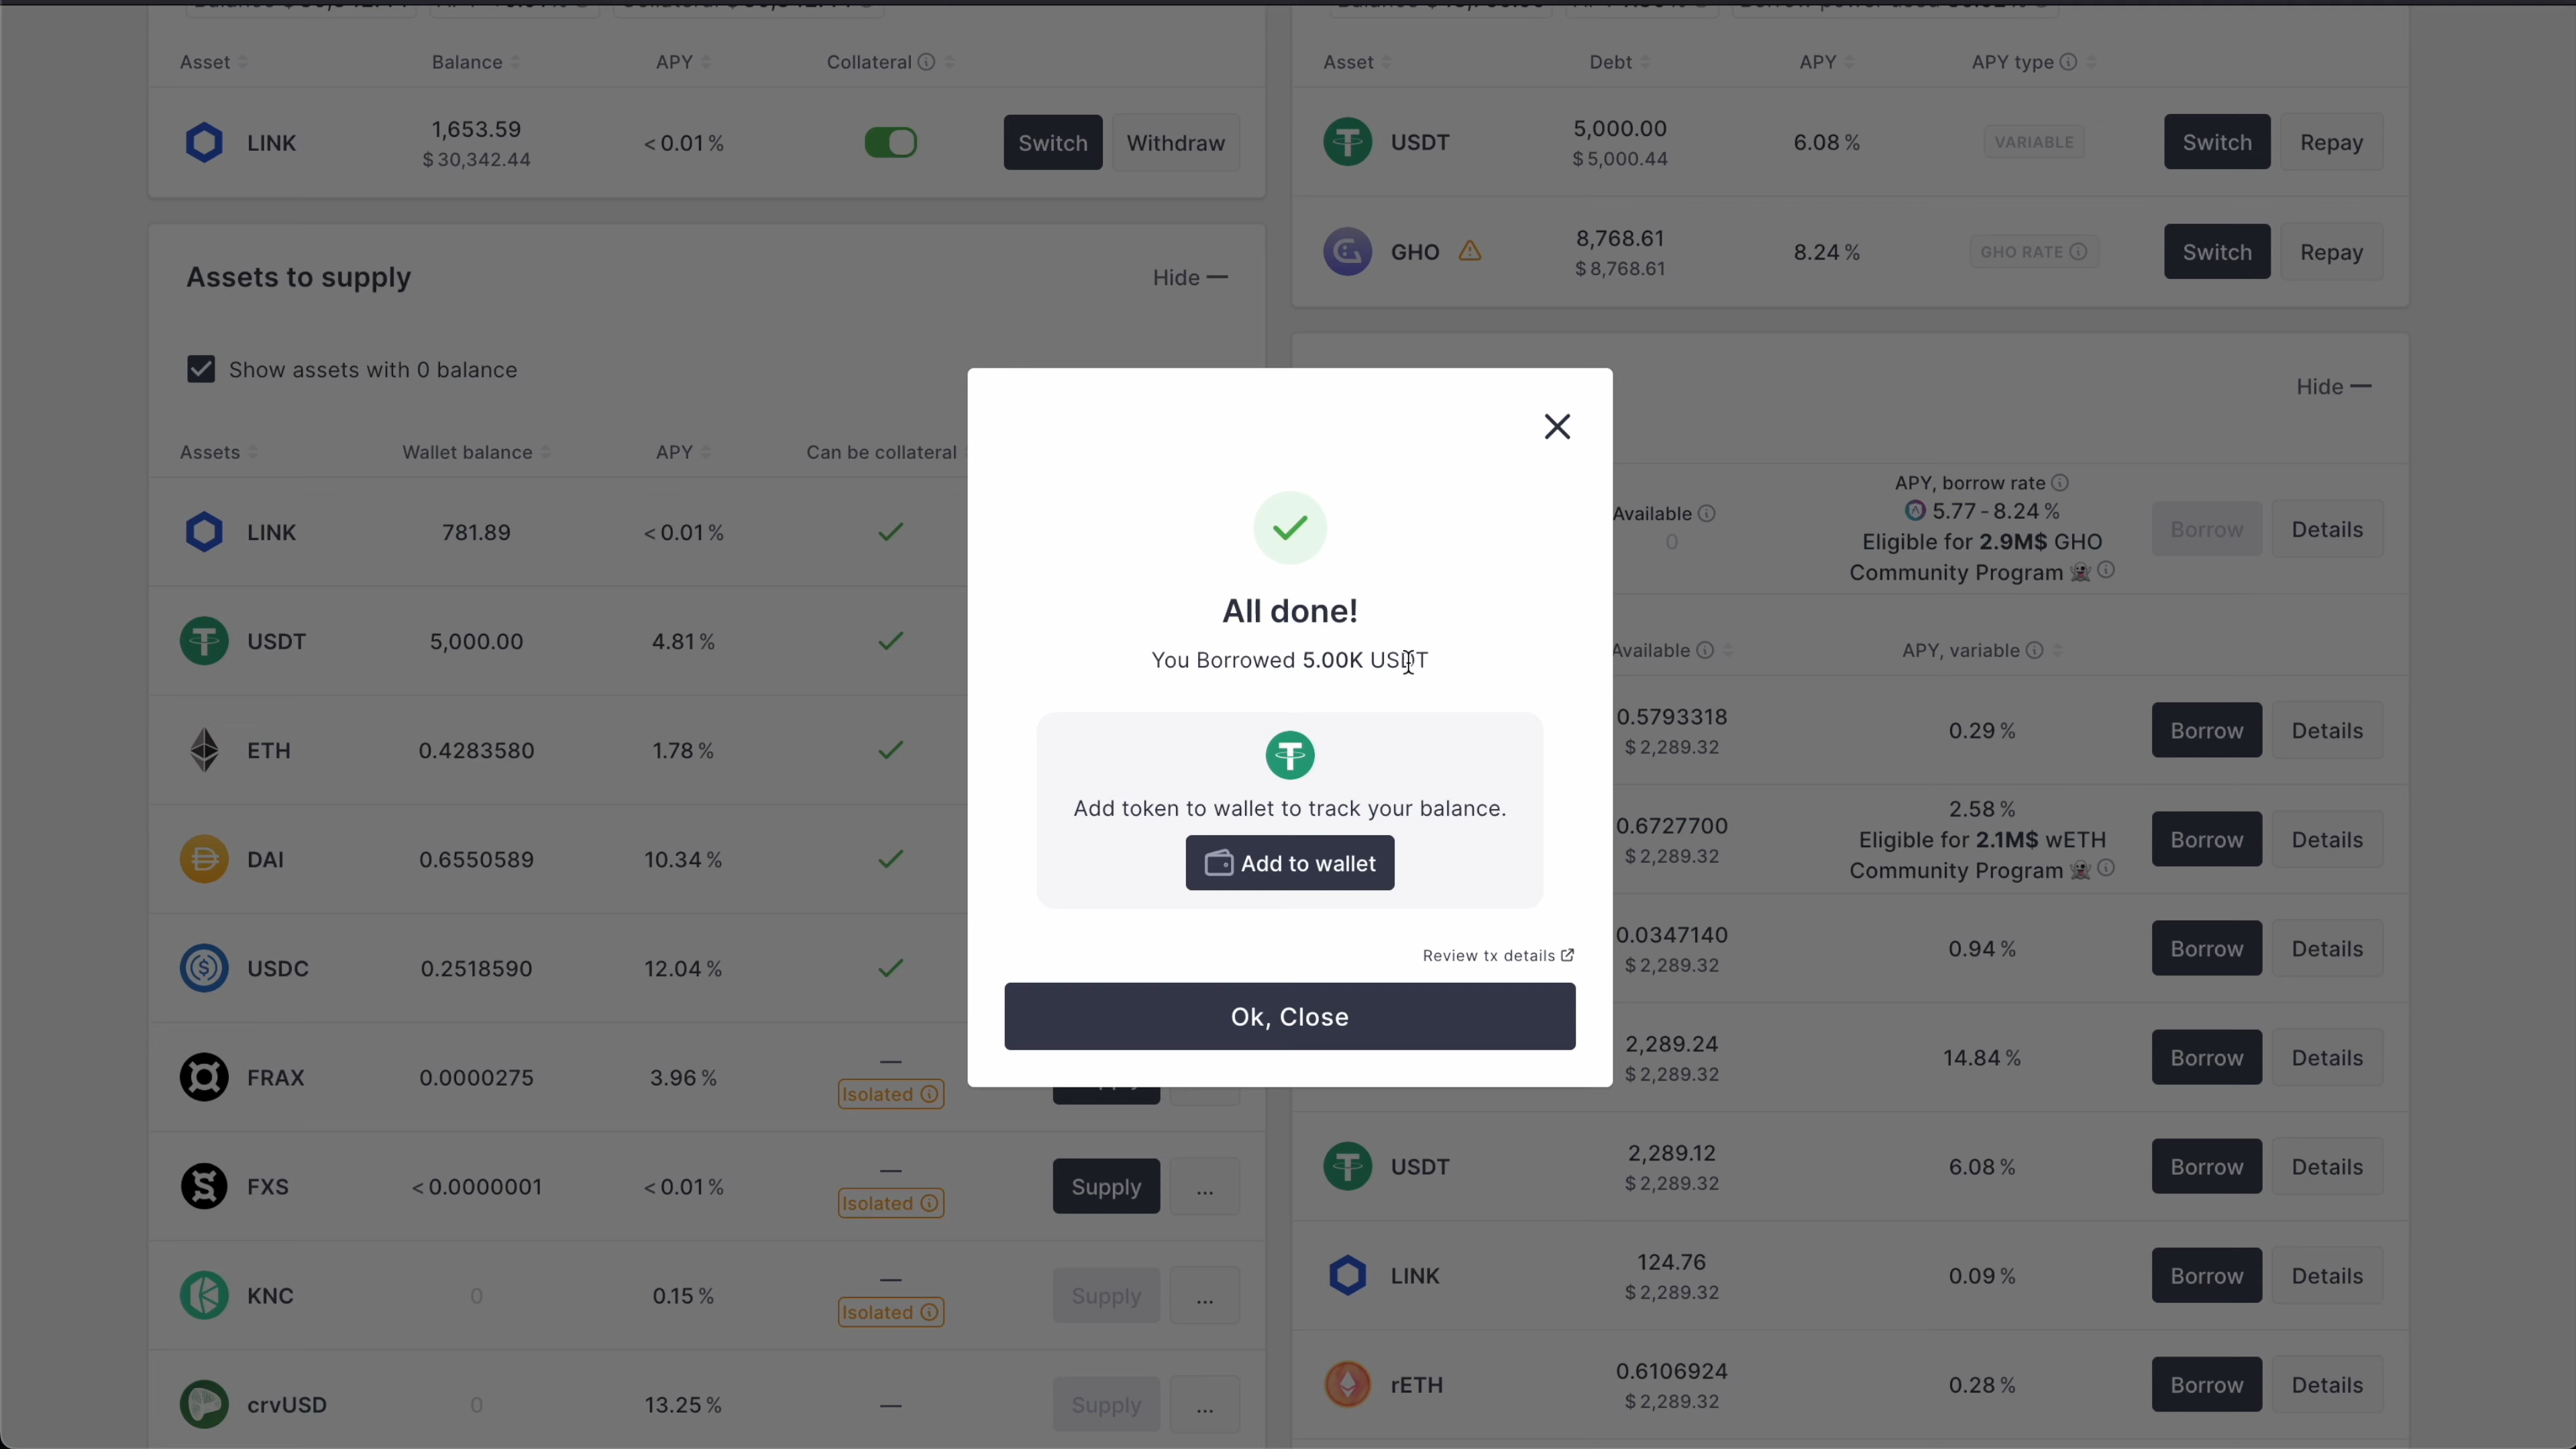 Asset Balance APY Collateral
LINK 1,653.59 <0.01% Switch Withdraw
$30,342.44
Assets to supply Hide —
Show assets with 0 balance
Assets Wallet balance APY Can be collateral
LINK 781.89 <0.01%
USDT 5,000.00 4.81%
ETH 0.4283580 1.78%
DAI 0.6550589 10.34%
USDC 0.2518590 12.04%
FRAX 0.0000275 3.96% —
Isolated
FXS <0.0000001 <0.01% — Supply ...
Isolated
KNC 0 0.15% — Supply ...
Isolated
crvUSD 0 13.25% — Supply ...
Asset Debt APY APY type
USDT 5,000.00 6.08% VARIABLE Switch Repay
$5,000.44
GHO 8,768.61 8.24% GHO RATE Switch Repay
$8,768.61
Hide —
Available APY, borrow rate
0 5.77 - 8.24% Borrow Details
Eligible for 2.9M$ GHO
Community Program
Available APY, variable
0.5793318 0.29% Borrow Details
$2,289.32
0.6727700 2.58% Borrow Details
$2,289.32 Eligible for 2.1M$ wETH
Community Program
0.0347140 0.94% Borrow Details
$2,289.32
2,289.24 14.84% Borrow Details
$2,289.32
USDT 2,289.12 6.08% Borrow Details
$2,289.32
LINK 124.76 0.09% Borrow Details
$2,289.32
rETH 0.6106924 0.28% Borrow Details
$2,289.32
All done!
You Borrowed 5.00K USDT
Add token to wallet to track your balance.
Add to wallet
Review tx details
Ok, Close